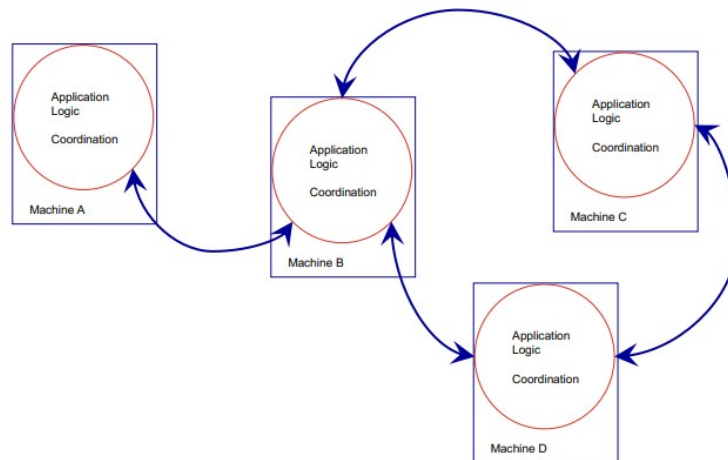 Application
Logic
Coordination
Machine A
Application
Logic
Coordination
Machine B
Application
Logic
Coordination
Machine C
Application
Logic
Coordination
Machine D